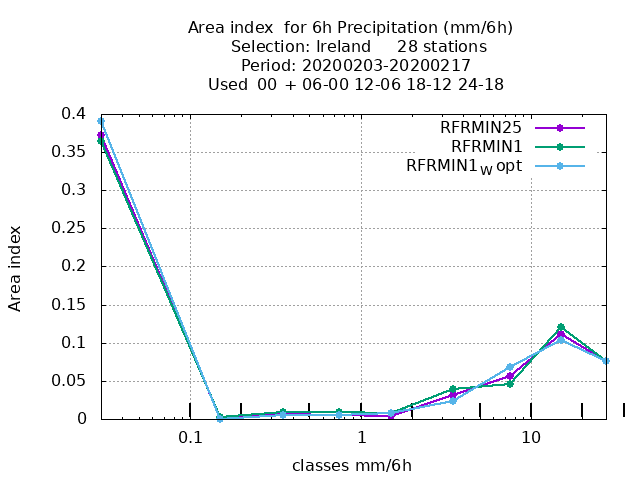 Area index for 6h Precipitation (mm/6h)
Selection: Ireland 28 stations
Period: 20200203-20200217
Used 00 + 06-00 12-06 18-12 24-18
RFRMIN25
RFRMIN1
RFRMIN1W opt
0.4
0.35
0.3
0.25
0.2
0.15
0.1
0.05
0
Area index
0.1 1 10
classes mm/6h